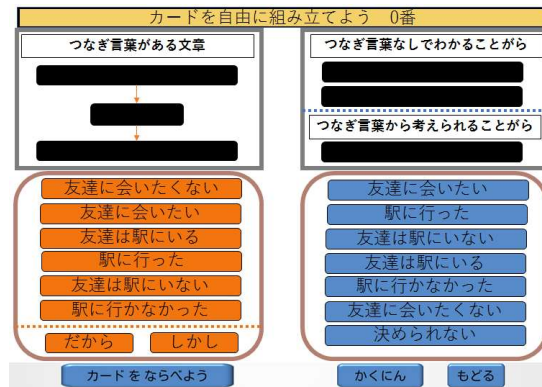 カードを自由に組み立てよう 0番
つなぎ言葉がある文章
つなぎ言葉なしでわかることがら
つなぎ言葉から考えられることがら
友達に会いたくない
友達に会いたい
友達は駅にいる
駅に行った
友達は駅にいない
駅に行かなかった
だから
しかし
友達に会いたい
駅に行った
友達は駅にいない
友達は駅にいる
駅に行かなかった
友達に会いたくない
決められない
カードをならべよう
かくにん
もどる